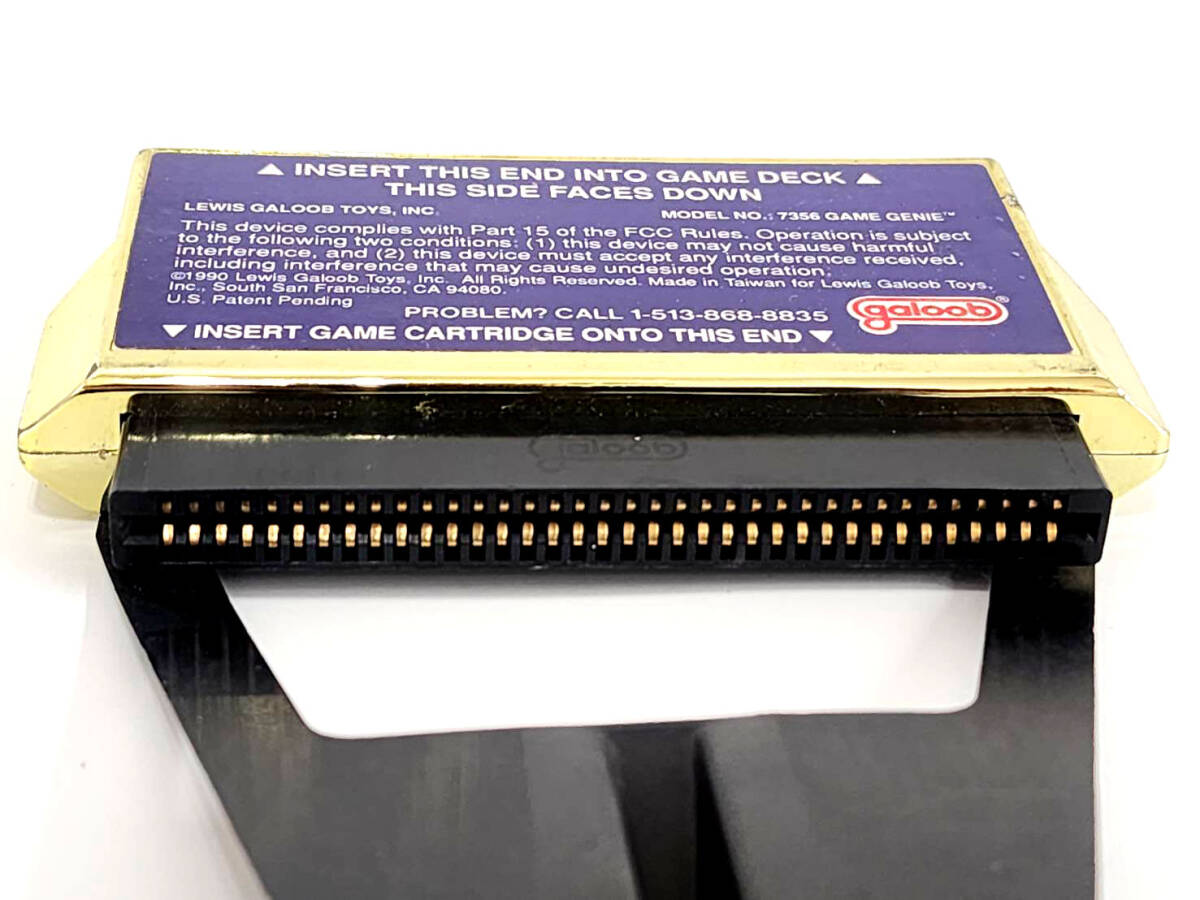 ▲ INSERT THIS END INTO GAME DECK ▲
THIS SIDE FACES DOWN
LEWIS GALOOB TOYS, INC. MODEL NO.: 7356 GAME GENIE™
This device complies with Part 15 of the FCC Rules. Operation is subject
to the following two conditions: (1) this device may not cause harmful
interference, and (2) this device must accept any interference received,
including interference that may cause undesired operation.
©1990 Lewis Galoob Toys, Inc. All Rights Reserved. Made in Taiwan for Lewis Galoob Toys,
Inc., South San Francisco, CA 94080.
U.S. Patent Pending
PROBLEM? CALL 1-513-868-8835
galoob®
▼ INSERT GAME CARTRIDGE ONTO THIS END ▼
galoob